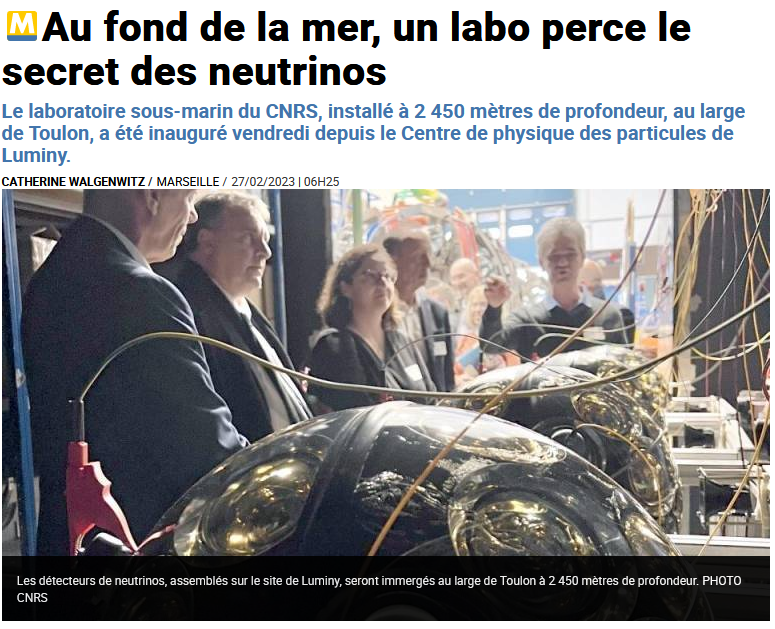 M Au fond de la mer, un labo perce le
secret des neutrinos
Le laboratoire sous-marin du CNRS, installé à 2 450 mètres de profondeur, au large
de Toulon, a été inauguré vendredi depuis le Centre de physique des particules de
Luminy.
CATHERINE WALGENWITZ / MARSEILLE / 27/02/2023 | 06H25
Les détecteurs de neutrinos, assemblés sur le site de Luminy, seront immergés au large de Toulon à 2 450 mètres de profondeur. PHOTO
CNRS